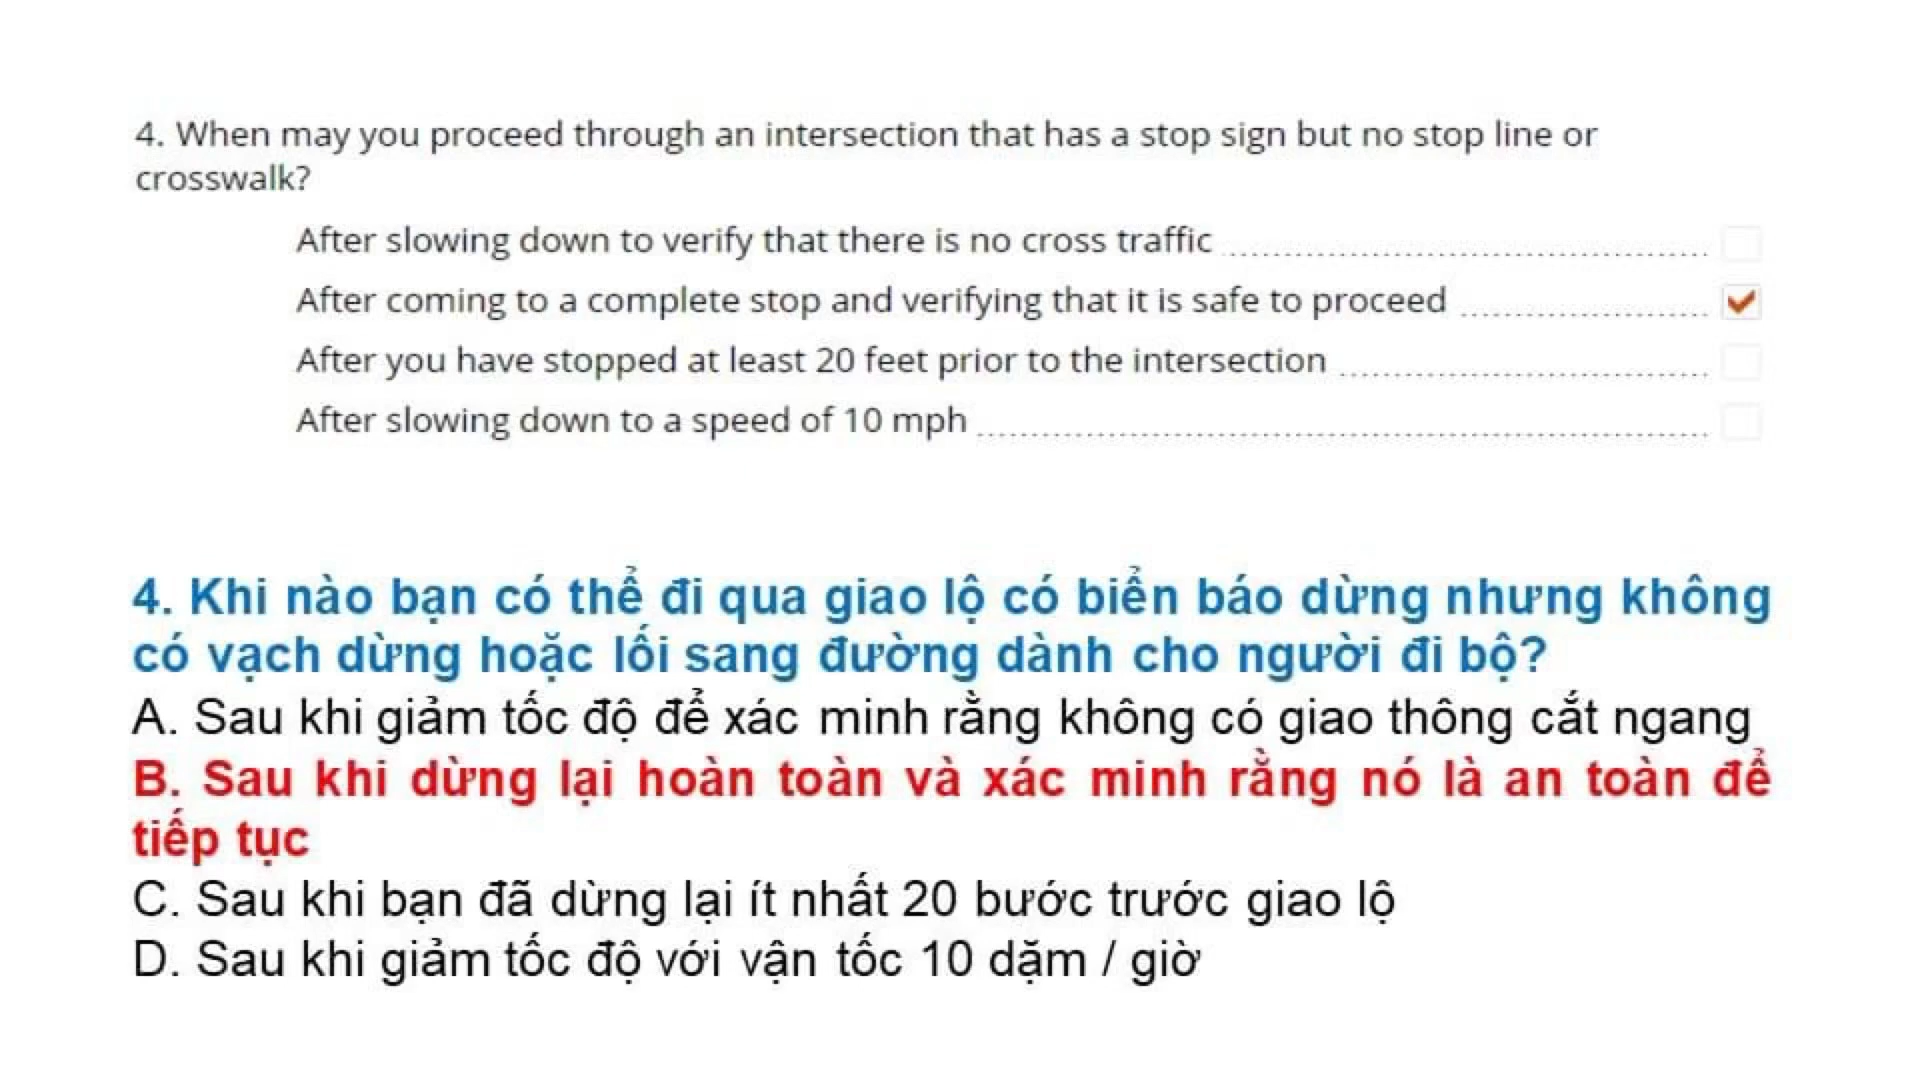 4. When may you proceed through an intersection that has a stop sign but no stop line or
crosswalk?
After slowing down to verify that there is no cross traffic
After coming to a complete stop and verifying that it is safe to proceed
After you have stopped at least 20 feet prior to the intersection
After slowing down to a speed of 10 mph
4. Khi nào bạn có thể đi qua giao lộ có biển báo dừng nhưng không
có vạch dừng hoặc lối sang đường dành cho người đi bộ?
A. Sau khi giảm tốc độ để xác minh rằng không có giao thông cắt ngang
B. Sau khi dừng lại hoàn toàn và xác minh rằng nó là an toàn để
tiếp tục
C. Sau khi bạn đã dừng lại ít nhất 20 bước trước giao lộ
D. Sau khi giảm tốc độ với vận tốc 10 dặm / giờ